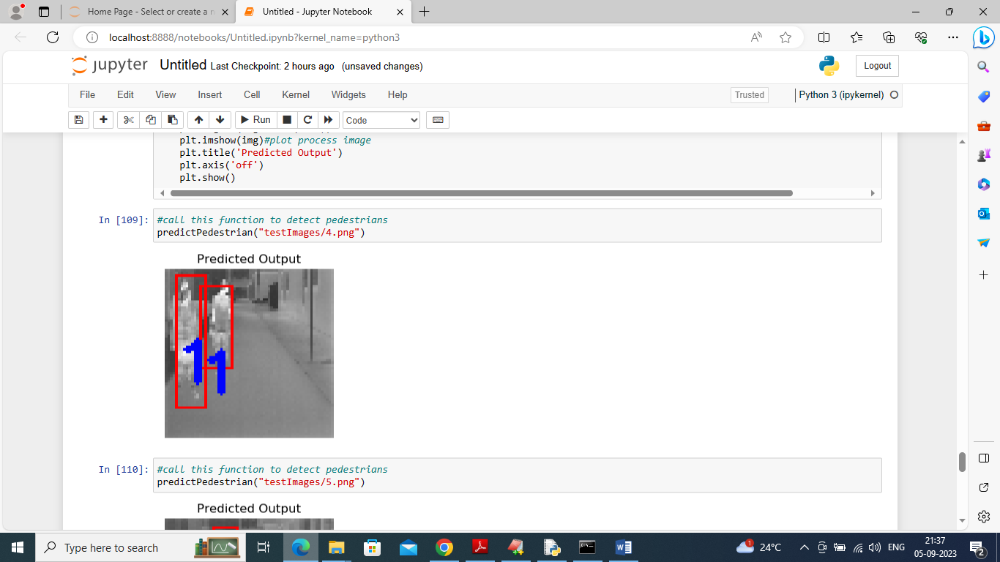 Home Page - Select or create a n
Untitled - Jupyter Notebook
localhost:8888/notebooks/Untitled.ipynb?kernel_name=python3
jupyter Untitled Last Checkpoint: 2 hours ago (unsaved changes)
Logout
File Edit View Insert Cell Kernel Widgets Help
Trusted
Python 3 (ipykernel)
Run
Code
plt.imshow(img)#plot process image
plt.title('Predicted Output')
plt.axis('off')
plt.show()
In [109]:
#call this function to detect pedestrians
predictPedestrian("testImages/4.png")
Predicted Output
1 1
In [110]:
#call this function to detect pedestrians
predictPedestrian("testImages/5.png")
Predicted Output
Type here to search
24°C
ENG
21:37
05-09-2023
1
2